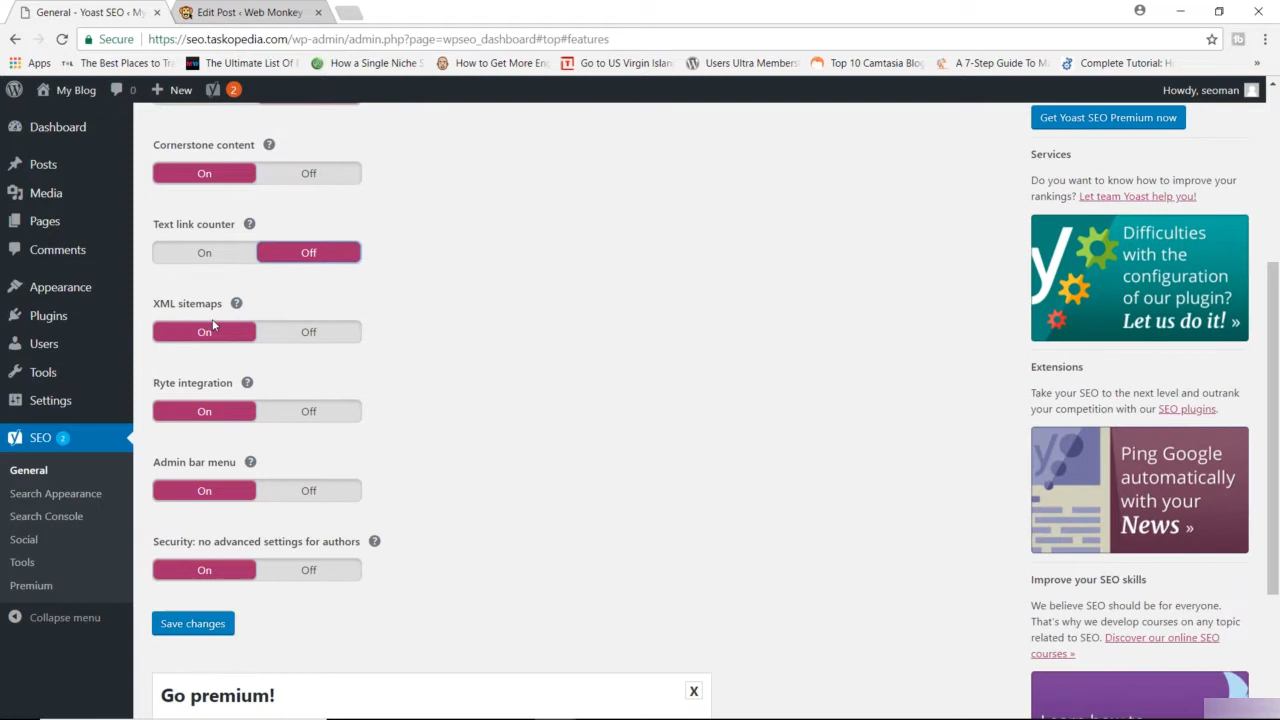 General - Yoast SEO ‹ My
Edit Post ‹ Web Monkey
Secure
https://seo.taskopedia.com/wp-admin/admin.php?page=wpseo_dashboard#top#features
Apps
The Best Places to Tr
The Ultimate List Of I
How a Single Niche S
How to Get More En
Go to US Virgin Islan
Users Ultra Members
Top 10 Camtasia Blog
A 7-Step Guide To M
Complete Tutorial: H
»
My Blog
0
New
2
Howdy, seoman
Dashboard
Posts
Media
Pages
Comments
Appearance
Plugins
Users
Tools
Settings
SEO 2
General
Search Appearance
Search Console
Social
Tools
Premium
Collapse menu
Cornerstone content ?
On Off
Text link counter ?
On Off
XML sitemaps ?
On Off
Ryte integration ?
On Off
Admin bar menu ?
On Off
Security: no advanced settings for authors ?
On Off
Save changes
Go premium!
X
Get Yoast SEO Premium now
Services
Do you want to know how to improve your
rankings? Let team Yoast help you!
Difficulties
with the
configuration
of our plugin?
Let us do it! »
Extensions
Take your SEO to the next level and outrank
your competition with our SEO plugins.
Ping Google
automatically
with your
News »
Improve your SEO skills
We believe SEO should be for everyone.
That's why we develop courses on any topic
related to SEO. Discover our online SEO
courses »